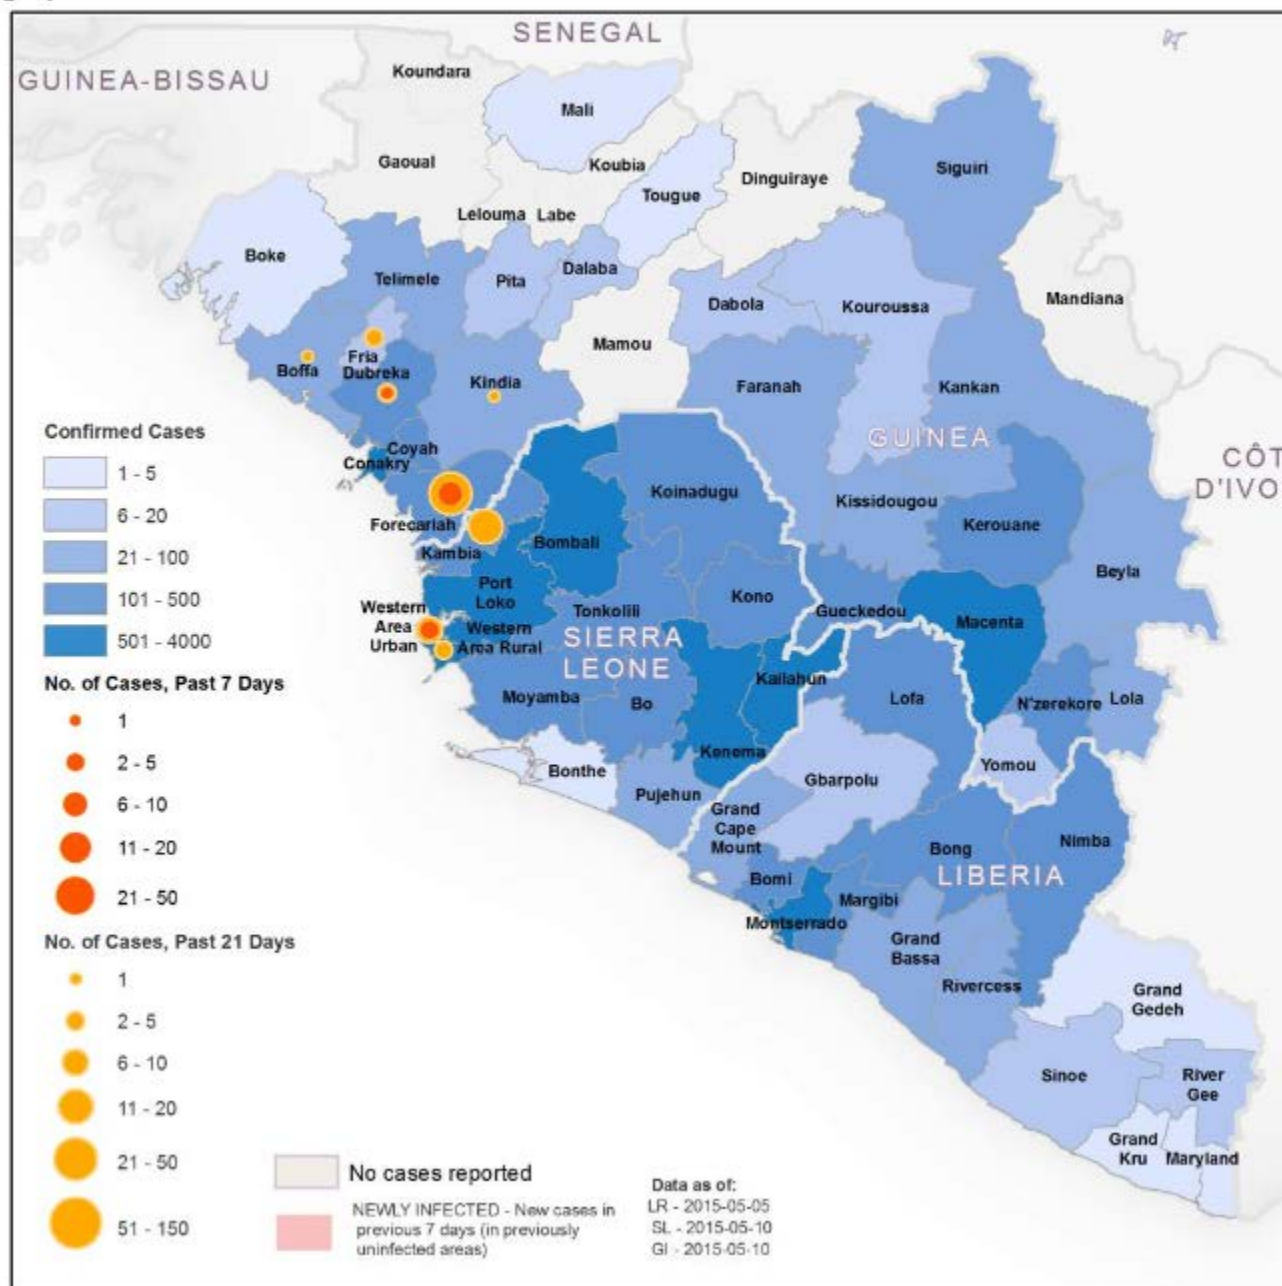 SENEGAL
GUINEA-BISSAU
Koundara
Mali
Gaoual
Koubia
Siguiri
Tougue
Dinguiraye
Lelouma
Labe
Boke
Telimele
Pita
Dalaba
Mandiana
Dabola
Kouroussa
Mamou
Fria
Boffa
Dubreka
Kindia
Faranah
Kankan
GUINEA
CÔT
D'IVO
Coyah
Conakry
Koinadugu
Kissidougou
Kerouane
Forecariah
Bombali
Kambia
Beyla
Port
Loko
Kono
Tonkolili
Gueckedou
Macenta
Western
Area
Urban
Western
Area Rural
SIERRA
LEONE
Kailahun
Moyamba
Bo
Lofa
N'zerekore
Lola
Kenema
Bonthe
Gbarpolu
Yomou
Pujehun
Grand
Cape
Mount
Bong
Nimba
LIBERIA
Bomi
Margibi
Montserrado
Grand
Bassa
Rivercess
Grand
Gedeh
Sinoe
River
Gee
Grand
Kru
Maryland
Confirmed Cases
1 - 5
6 - 20
21 - 100
101 - 500
501 - 4000
No. of Cases, Past 7 Days
1
2 - 5
6 - 10
11 - 20
21 - 50
No. of Cases, Past 21 Days
1
2 - 5
6 - 10
11 - 20
21 - 50
51 - 150
No cases reported
NEWLY INFECTED - New cases in
previous 7 days (in previously
uninfected areas)
Data as of:
LR - 2015-05-05
SL - 2015-05-10
GI - 2015-05-10